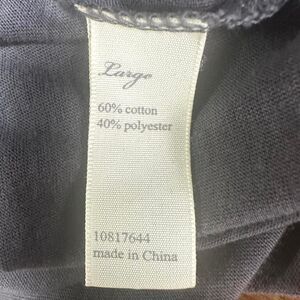 Large
60% cotton
40% polyester
10817644
made in China